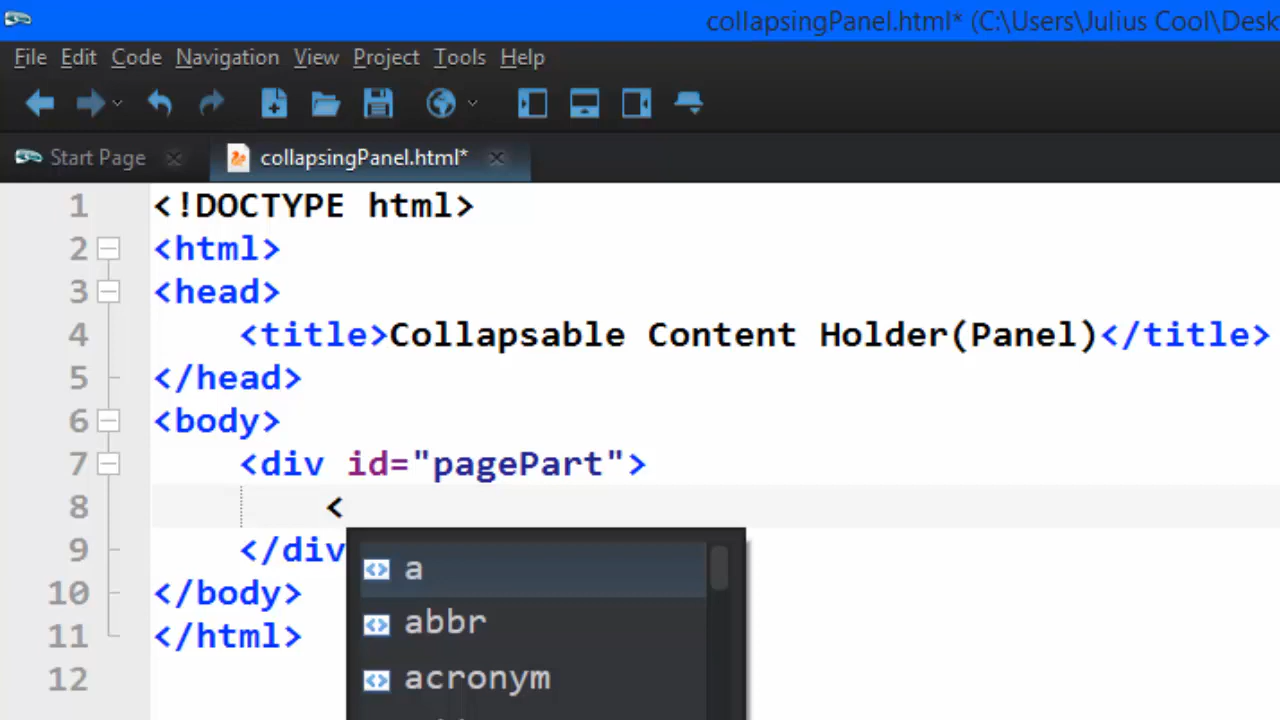 collapsingPanel.html* (C:\Users\Julius Cool\Desk
File Edit Code Navigation View Project Tools Help
Start Page collapsingPanel.html*
1 <!DOCTYPE html>
2 <html>
3 <head>
4 <title>Collapsable Content Holder(Panel)</title>
5 </head>
6 <body>
7 <div id="pagePart">
8 <
9 </div
a
10 </body>
abbr
11 </html>
12
acronym